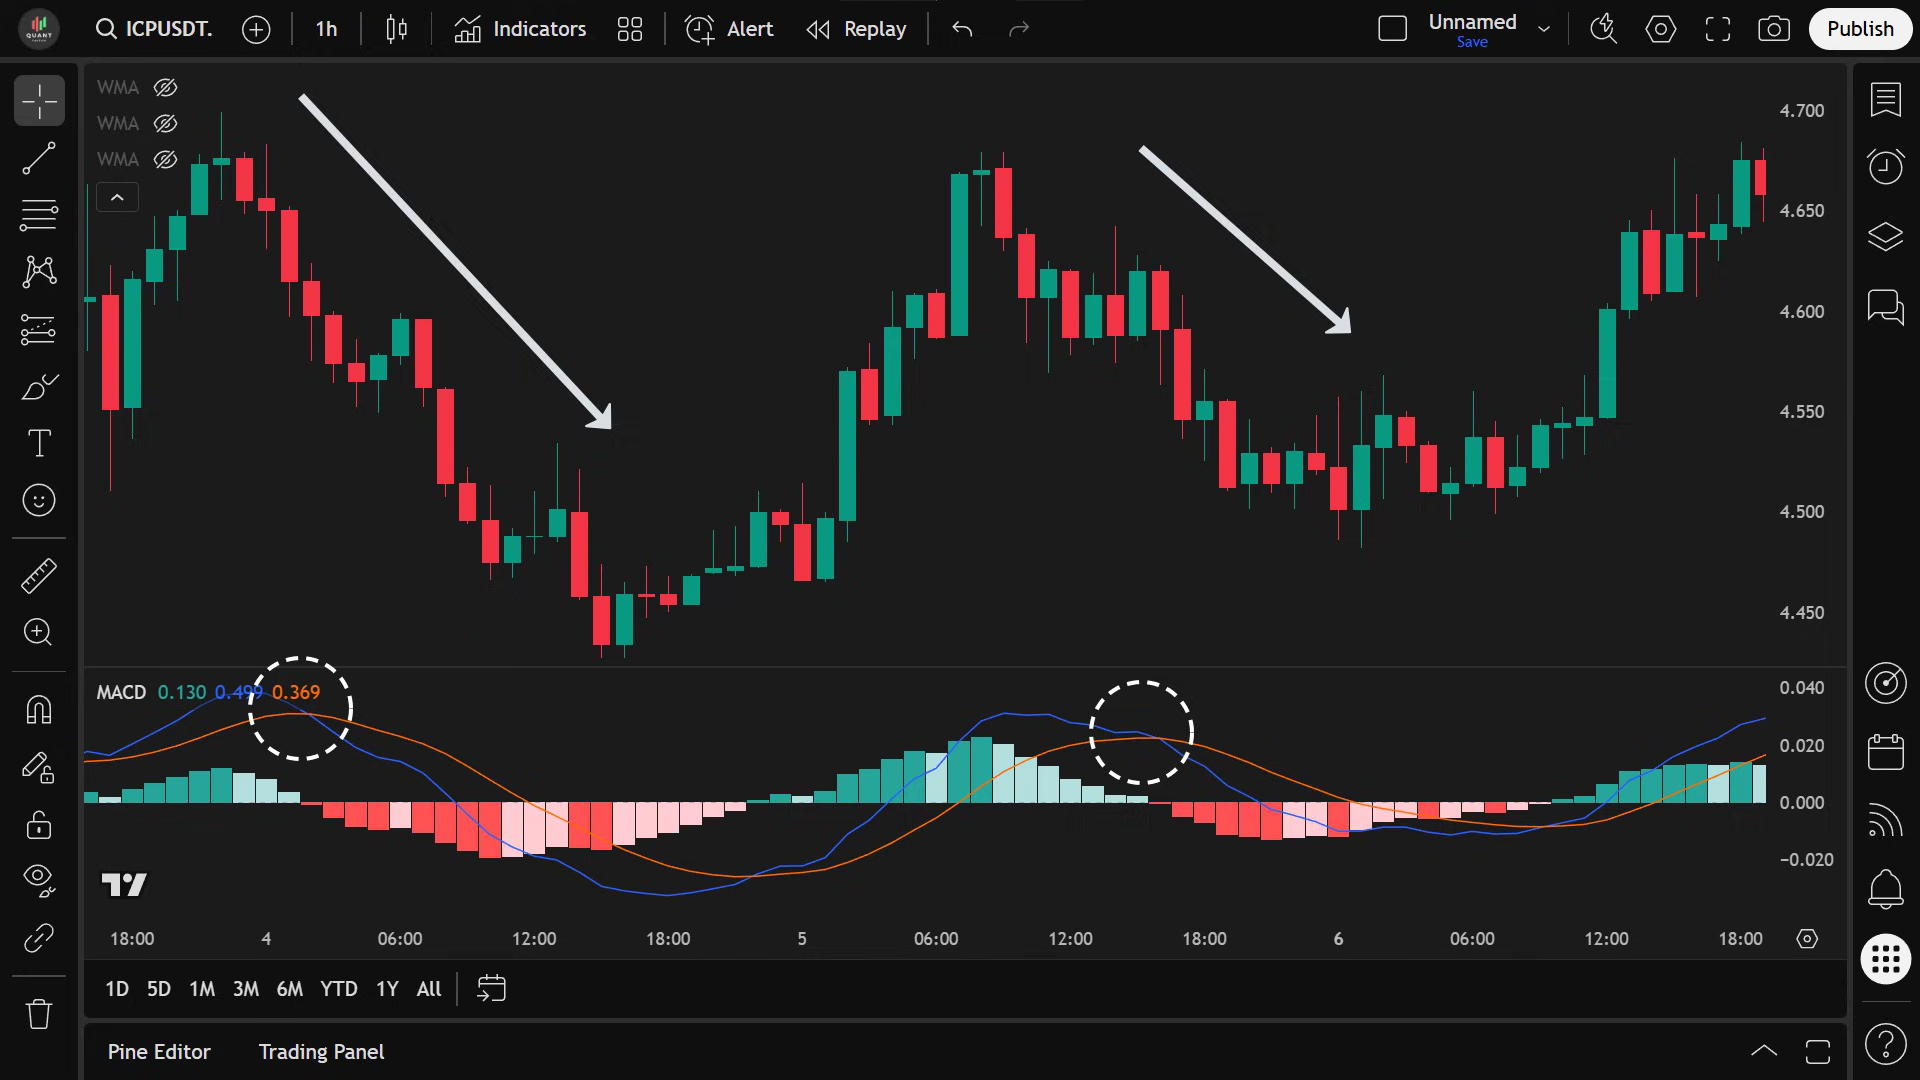 QUANT
ICPUSDT.
1h
Indicators
Alert
Replay
Unnamed
Save
Publish
WMA
WMA
WMA
4.700
4.650
4.600
4.550
4.500
4.450
MACD 0.130 0.499 0.369
0.040
0.020
0.000
−0.020
18:00 4 06:00 12:00 18:00 5 06:00 12:00 18:00 6 06:00 12:00 18:00
1D 5D 1M 3M 6M YTD 1Y All
Pine Editor Trading Panel